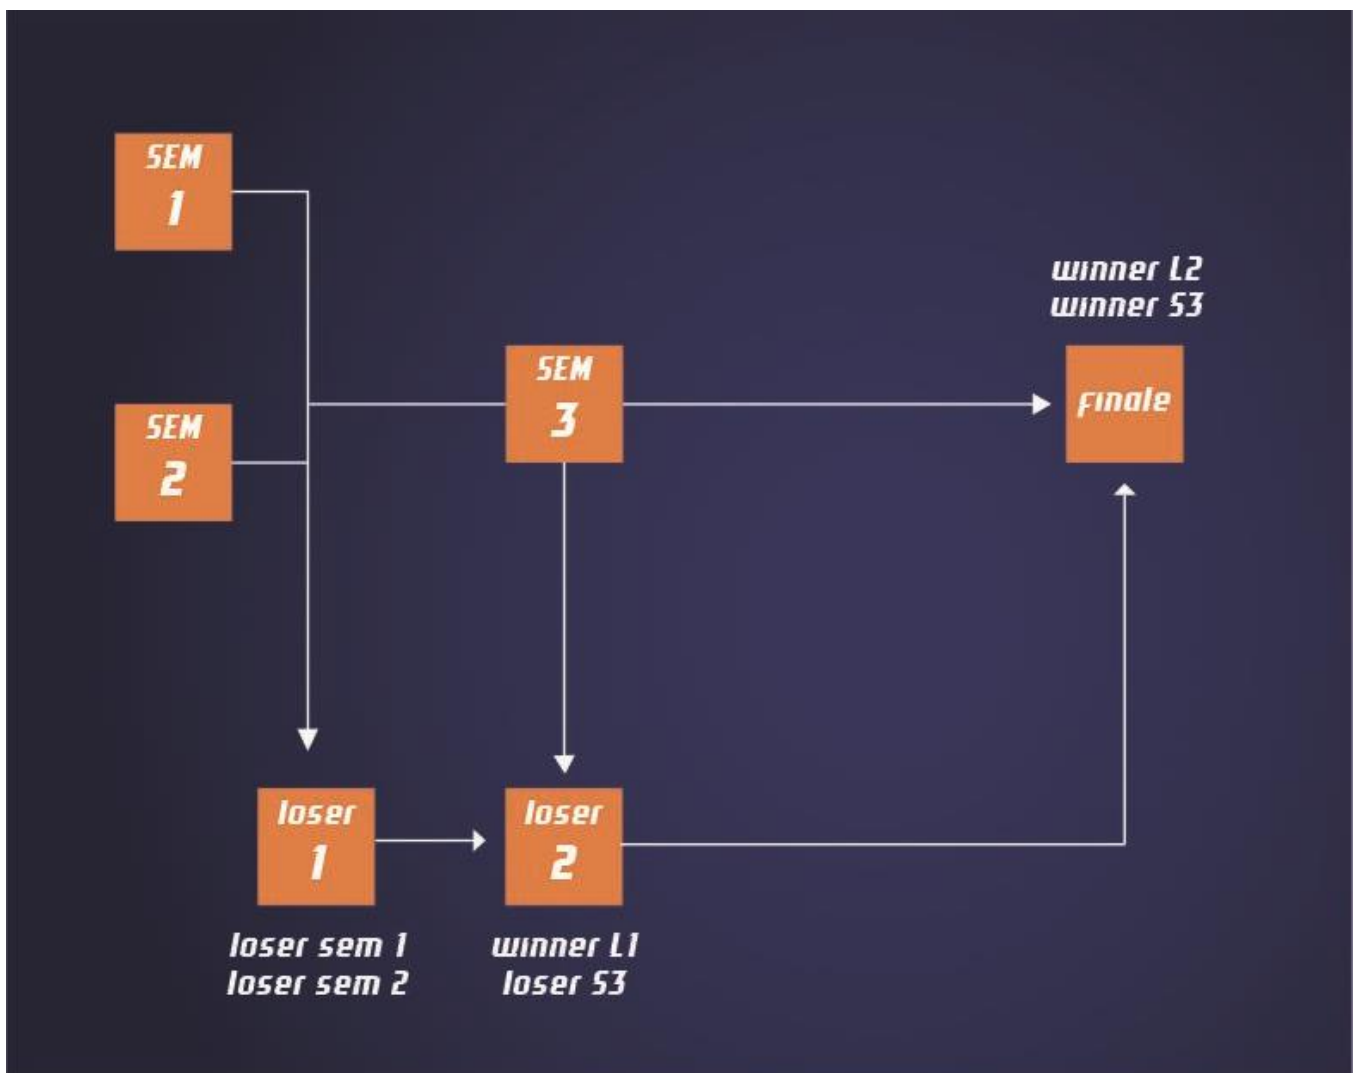 SEM
1
SEM
2
winner L2
winner S3
SEM
3
finale
loser
1
loser
2
loser sem 1
loser sem 2
winner L1
loser S3